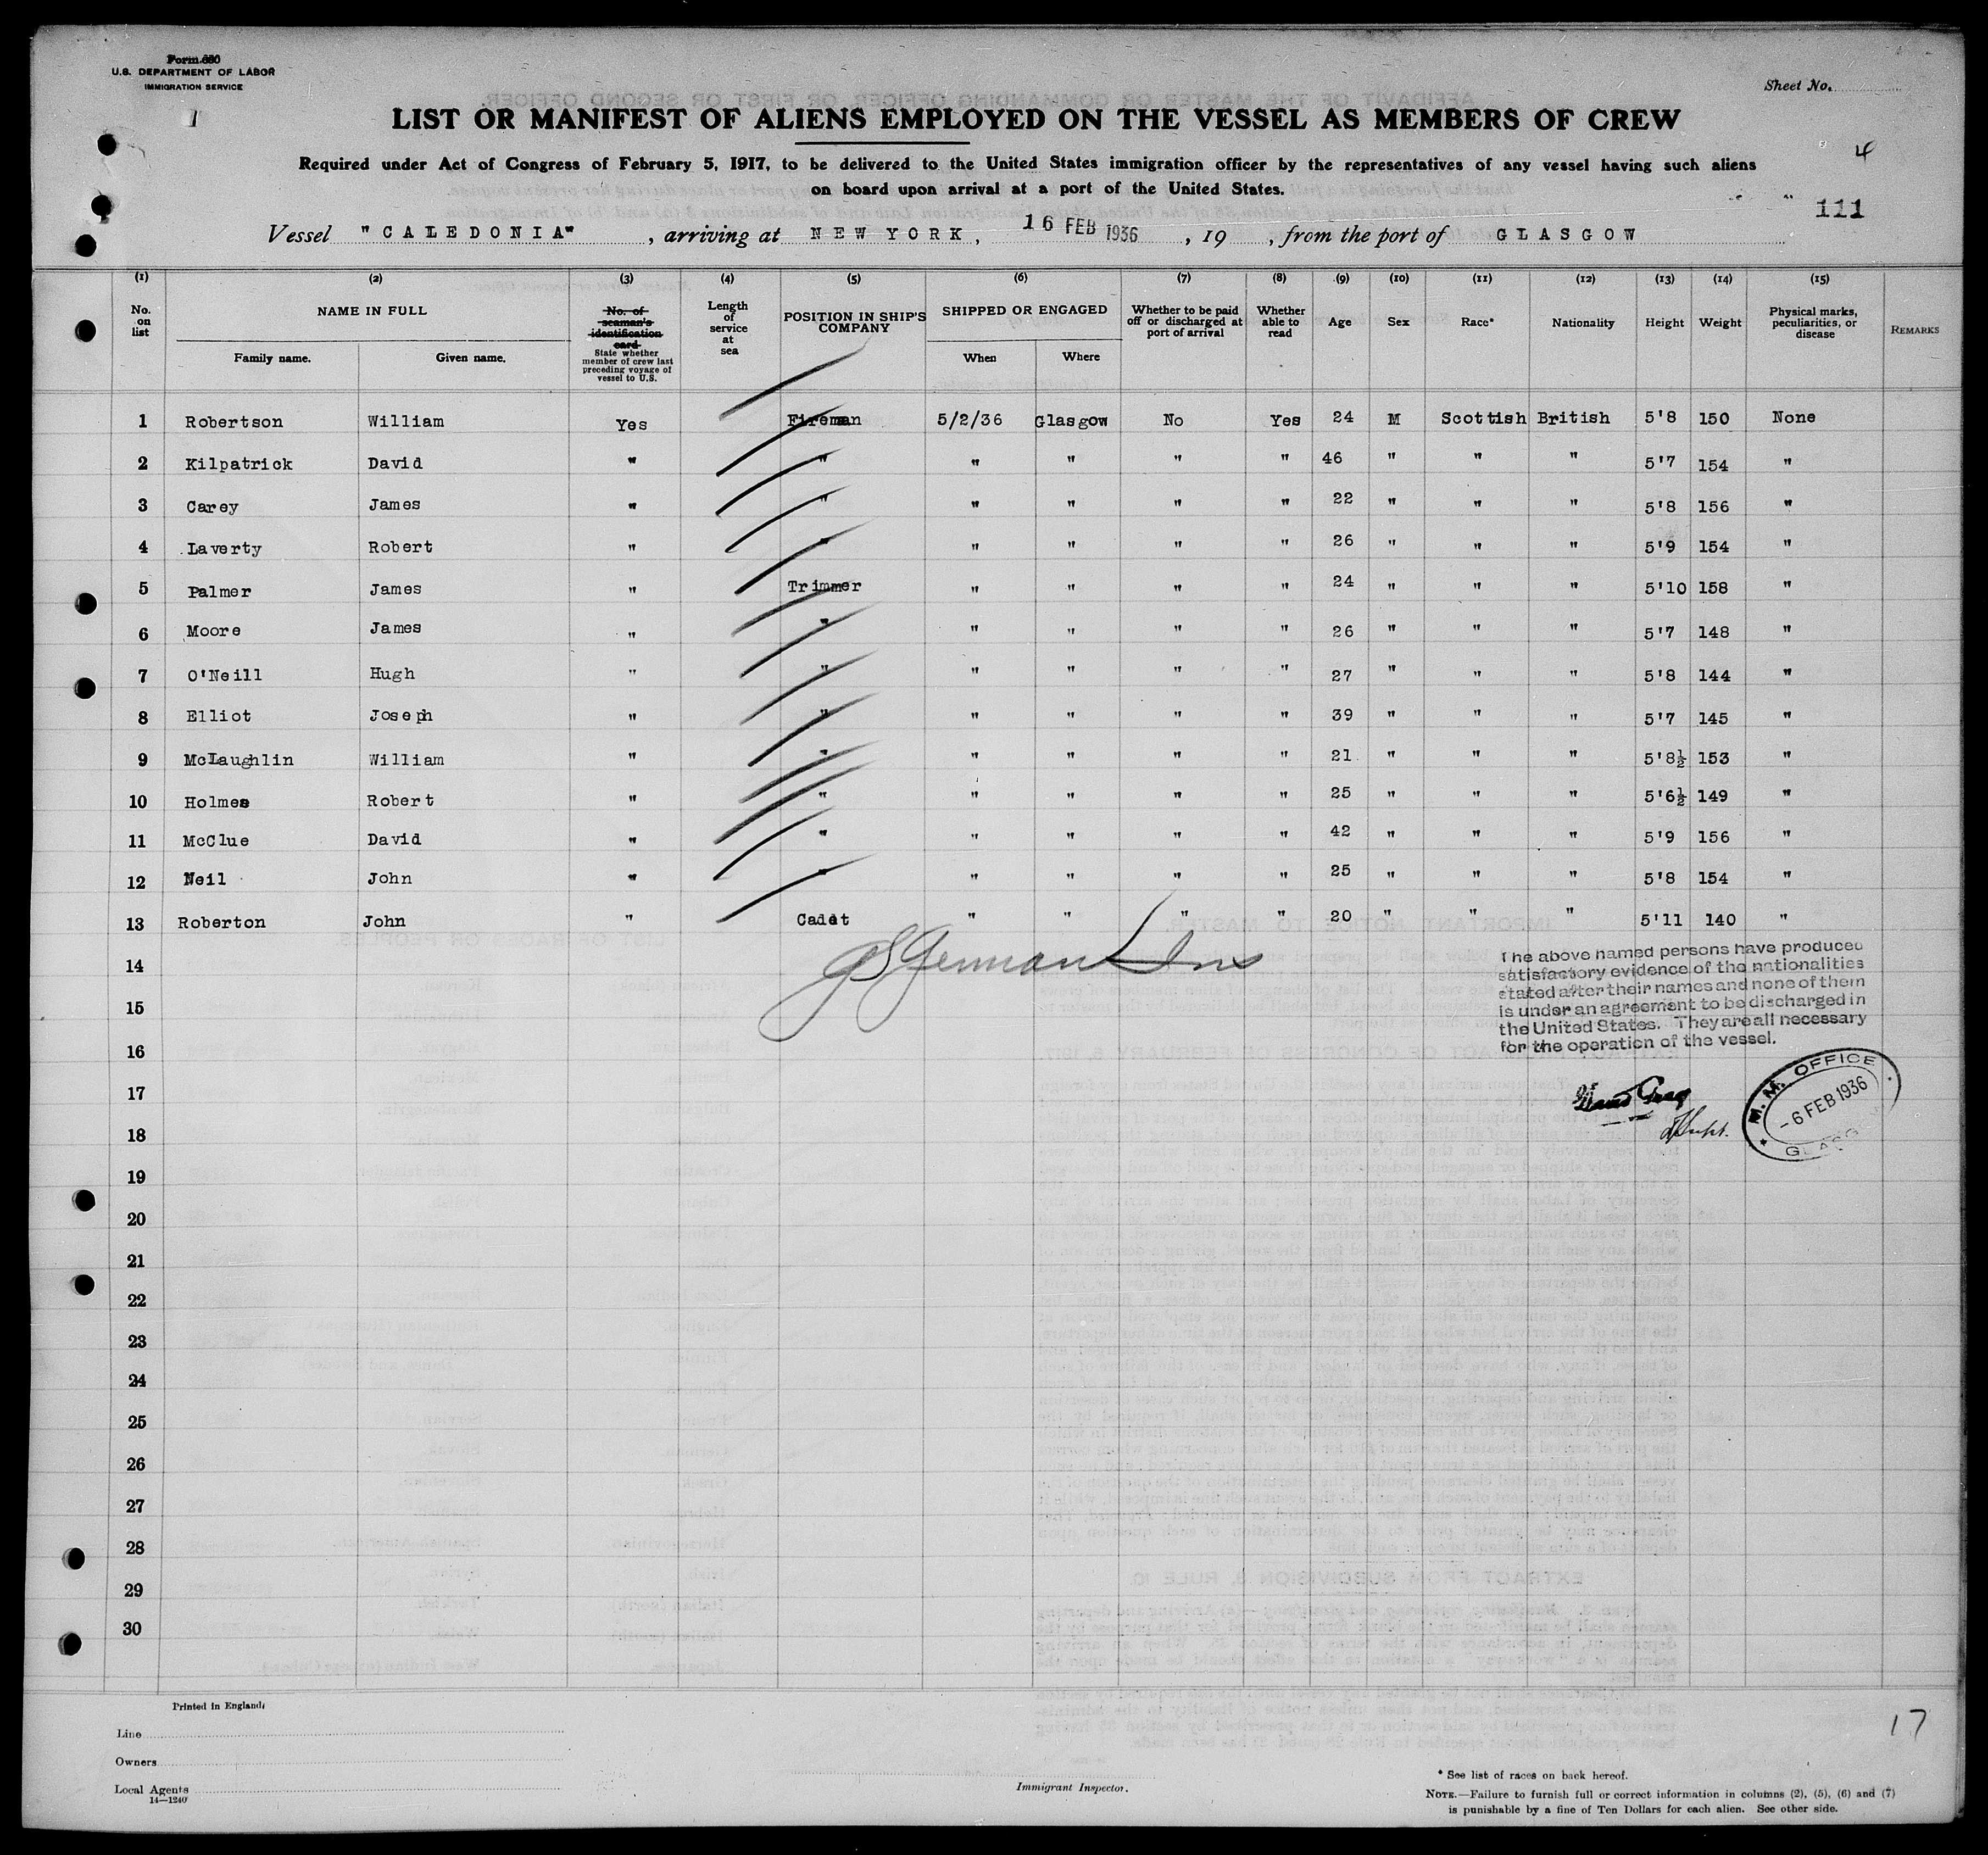 Form 680
U.S. DEPARTMENT OF LABOR
IMMIGRATION SERVICE
1
Sheet No.
LIST OR MANIFEST OF ALIENS EMPLOYED ON THE VESSEL AS MEMBERS OF CREW
Required under Act of Congress of February 5, 1917, to be delivered to the United States immigration officer by the representatives of any vessel having such aliens
on board upon arrival at a port of the United States.
4
111
Vessel "CALEDONIA", arriving at NEW YORK, 16 FEB 1936, 19 , from the port of GLASGOW
(1) (2) (3) (4) (5) (6) (7) (8) (9) (10) (11) (12) (13) (14) (15)
No. on list
NAME IN FULL
Family name. Given name.
No. of seaman's identification card
State whether member of crew last preceding voyage of vessel to U.S.
Length of service at sea
POSITION IN SHIP'S COMPANY
SHIPPED OR ENGAGED
When Where
Whether to be paid off or discharged at port of arrival
Whether able to read
Age Sex Race* Nationality Height Weight
Physical marks, peculiarities, or disease
REMARKS
1 Robertson William Yes Fireman 5/2/36 Glasgow No Yes 24 M Scottish British 5'8 150 None
2 Kilpatrick David " " " " " " 46 " " " 5'7 154 "
3 Carey James " " " " " " 22 " " " 5'8 156 "
4 Laverty Robert " " " " " " 26 " " " 5'9 154 "
5 Palmer James " Trimmer " " " " 24 " " " 5'10 158 "
6 Moore James " " " " " " 26 " " " 5'7 148 "
7 O'Neill Hugh " " " " " " 27 " " " 5'8 144 "
8 Elliot Joseph " " " " " " 39 " " " 5'7 145 "
9 McLaughlin William " " " " " " 21 " " " 5'8½ 153 "
10 Holmes Robert " " " " " " 25 " " " 5'6½ 149 "
11 McClue David " " " " " " 42 " " " 5'9 156 "
12 Neil John " " " " " " 25 " " " 5'8 154 "
13 Roberton John " Cadet " " " " 20 " " " 5'11 140 "
14
15
The above named persons have produced
satisfactory evidence of the nationalities
stated after their names and none of them
is under an agreement to be discharged in
the United States. They are all necessary
for the operation of the vessel.
16
17
M. M. OFFICE
-6 FEB 1936
GLASGOW
18
19
20
21
22
23
24
25
26
27
28
29
30
Printed in England:
Line
Owners
Local Agents
14—1240
Immigrant Inspector.
17
* See list of races on back hereof.
NOTE.—Failure to furnish full or correct information in columns (2), (5), (6) and (7)
is punishable by a fine of Ten Dollars for each alien. See other side.